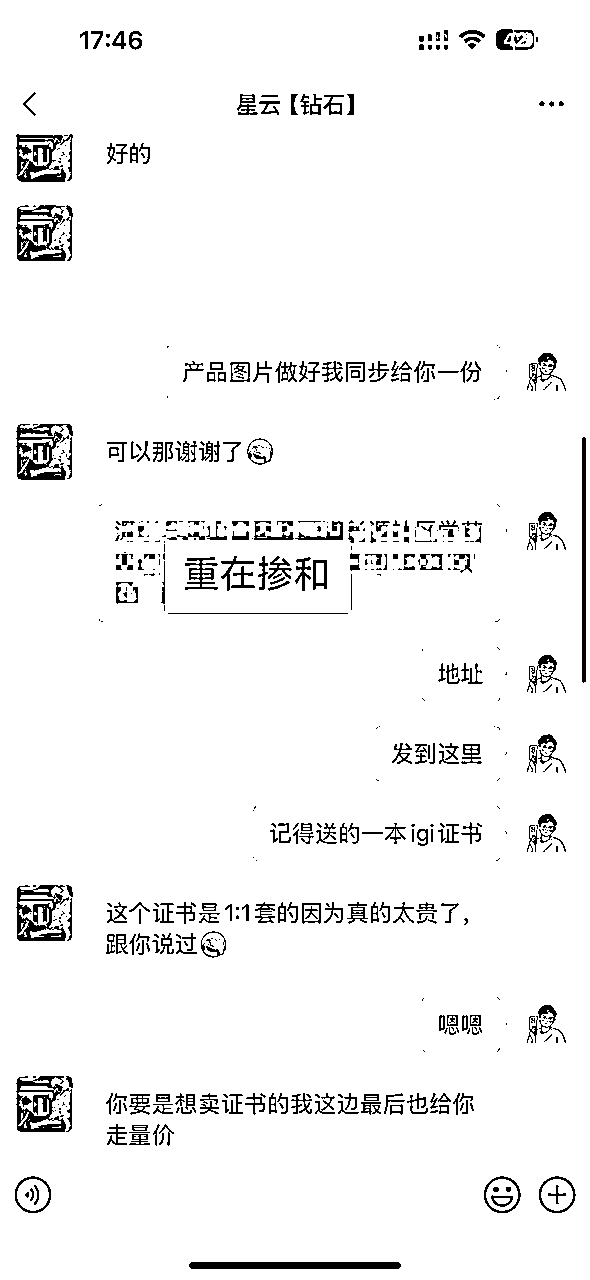 17:46
星云【钻石】
好的
产品图片做好我同步给你一份
可以那谢谢了
重在掺和
地址
发到这里
记得送的一本igi证书
这个证书是1:1套的因为真的太贵了，
跟你说过
嗯嗯
你要是想卖证书的我这边最后也给你
走量价